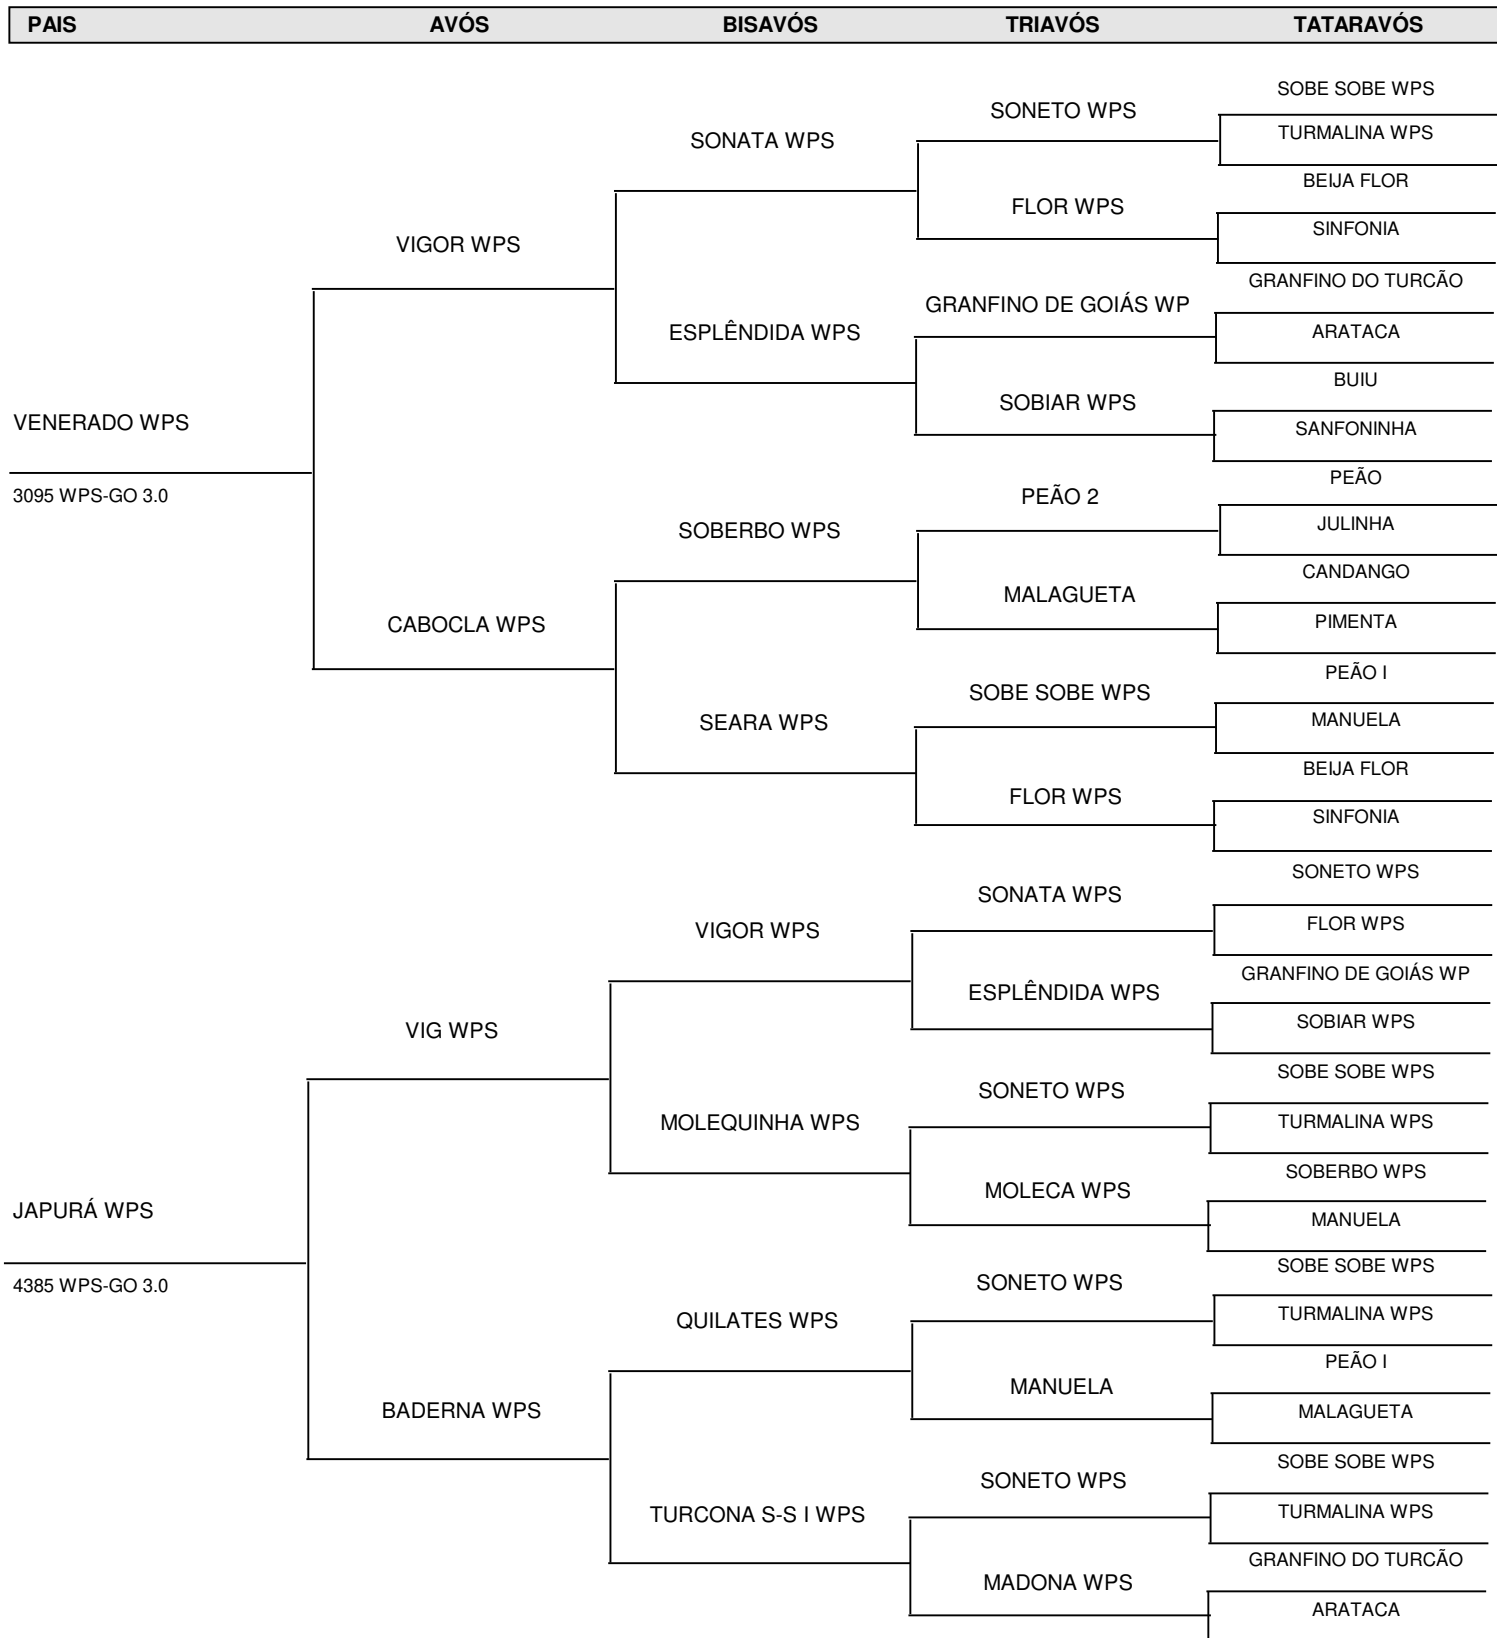 PAIS AVÓS BISAVÓS TRIAVÓS TATARAVÓS
SOBE SOBE WPS
SONETO WPS
TURMALINA WPS
SONATA WPS
BEIJA FLOR
FLOR WPS
SINFONIA
VIGOR WPS
GRANFINO DO TURCÃO
GRANFINO DE GOIÁS WP
ARATACA
ESPLÊNDIDA WPS
BUIU
SOBIAR WPS
SANFONINHA
VENERADO WPS
3095 WPS-GO 3.0
PEÃO
PEÃO 2
JULINHA
SOBERBO WPS
CANDANGO
MALAGUETA
PIMENTA
CABOCLA WPS
PEÃO I
SOBE SOBE WPS
MANUELA
SEARA WPS
BEIJA FLOR
FLOR WPS
SINFONIA
SONETO WPS
SONATA WPS
FLOR WPS
VIGOR WPS
GRANFINO DE GOIÁS WP
ESPLÊNDIDA WPS
SOBIAR WPS
VIG WPS
SOBE SOBE WPS
SONETO WPS
TURMALINA WPS
MOLEQUINHA WPS
SOBERBO WPS
MOLECA WPS
MANUELA
JAPURÁ WPS
4385 WPS-GO 3.0
SOBE SOBE WPS
SONETO WPS
TURMALINA WPS
QUILATES WPS
PEÃO I
MANUELA
MALAGUETA
BADERNA WPS
SOBE SOBE WPS
SONETO WPS
TURMALINA WPS
TURCONA S-S I WPS
GRANFINO DO TURCÃO
MADONA WPS
ARATACA